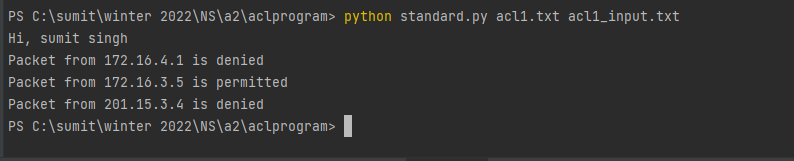 PS C:\sumit\winter 2022\NS\a2\aclprogram> python standard.py acl1.txt acl1_input.txt
Hi, sumit singh
Packet from 172.16.4.1 is denied
Packet from 172.16.3.5 is permitted
Packet from 201.15.3.4 is denied
PS C:\sumit\winter 2022\NS\a2\aclprogram>